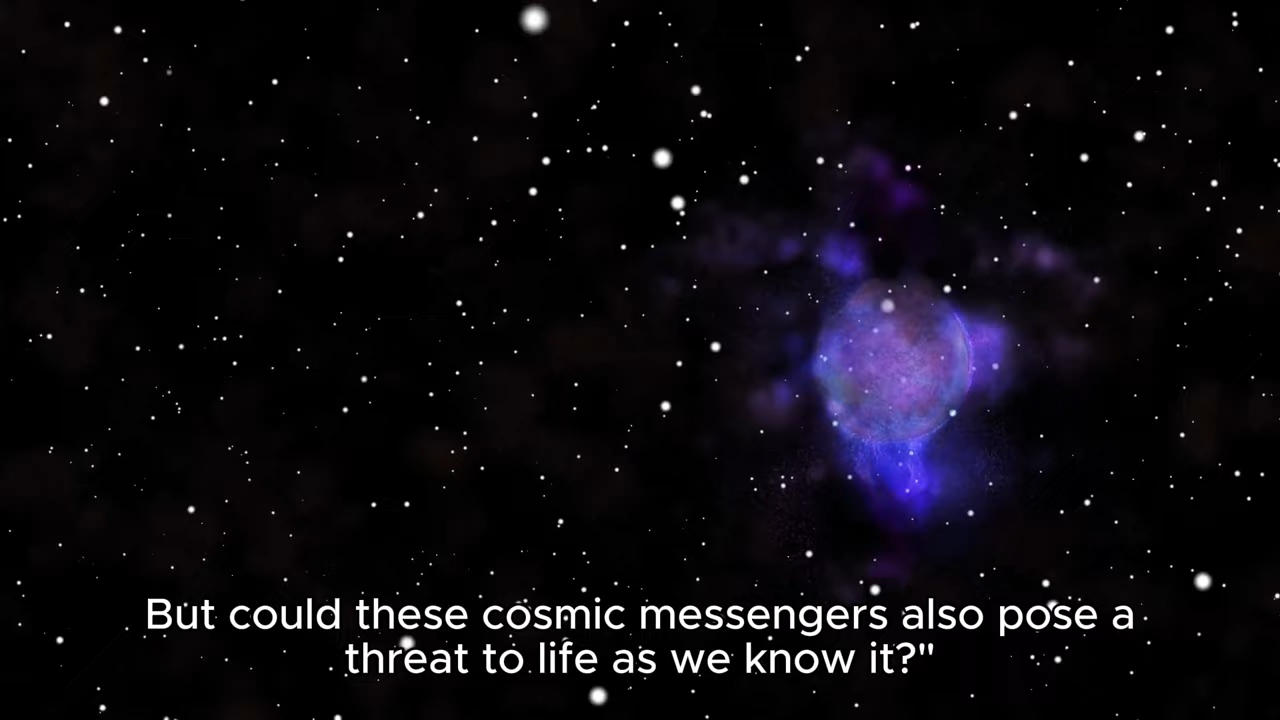 But could these cosmic messengers also pose a
threat to life as we know it?"